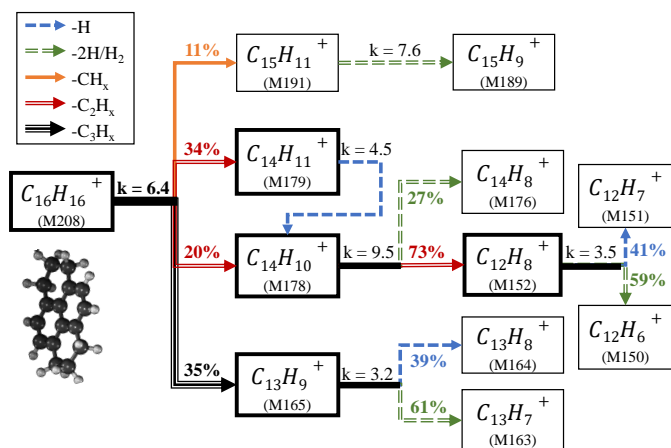 -H
-2H/H₂
-CHₓ
-C₂Hₓ
-C₃Hₓ
11%
C₁₅H₁₁⁺
(M191)
k = 7.6
C₁₅H₉⁺
(M189)
34%
C₁₄H₁₁⁺
(M179)
k = 4.5
C₁₆H₁₆⁺
(M208)
k = 6.4
20%
C₁₄H₁₀⁺
(M178)
k = 9.5
27%
C₁₄H₈⁺
(M176)
73%
C₁₂H₈⁺
(M152)
k = 3.5
C₁₂H₇⁺
(M151)
41%
59%
C₁₂H₆⁺
(M150)
35%
C₁₃H₉⁺
(M165)
k = 3.2
39%
C₁₃H₈⁺
(M164)
61%
C₁₃H₇⁺
(M163)